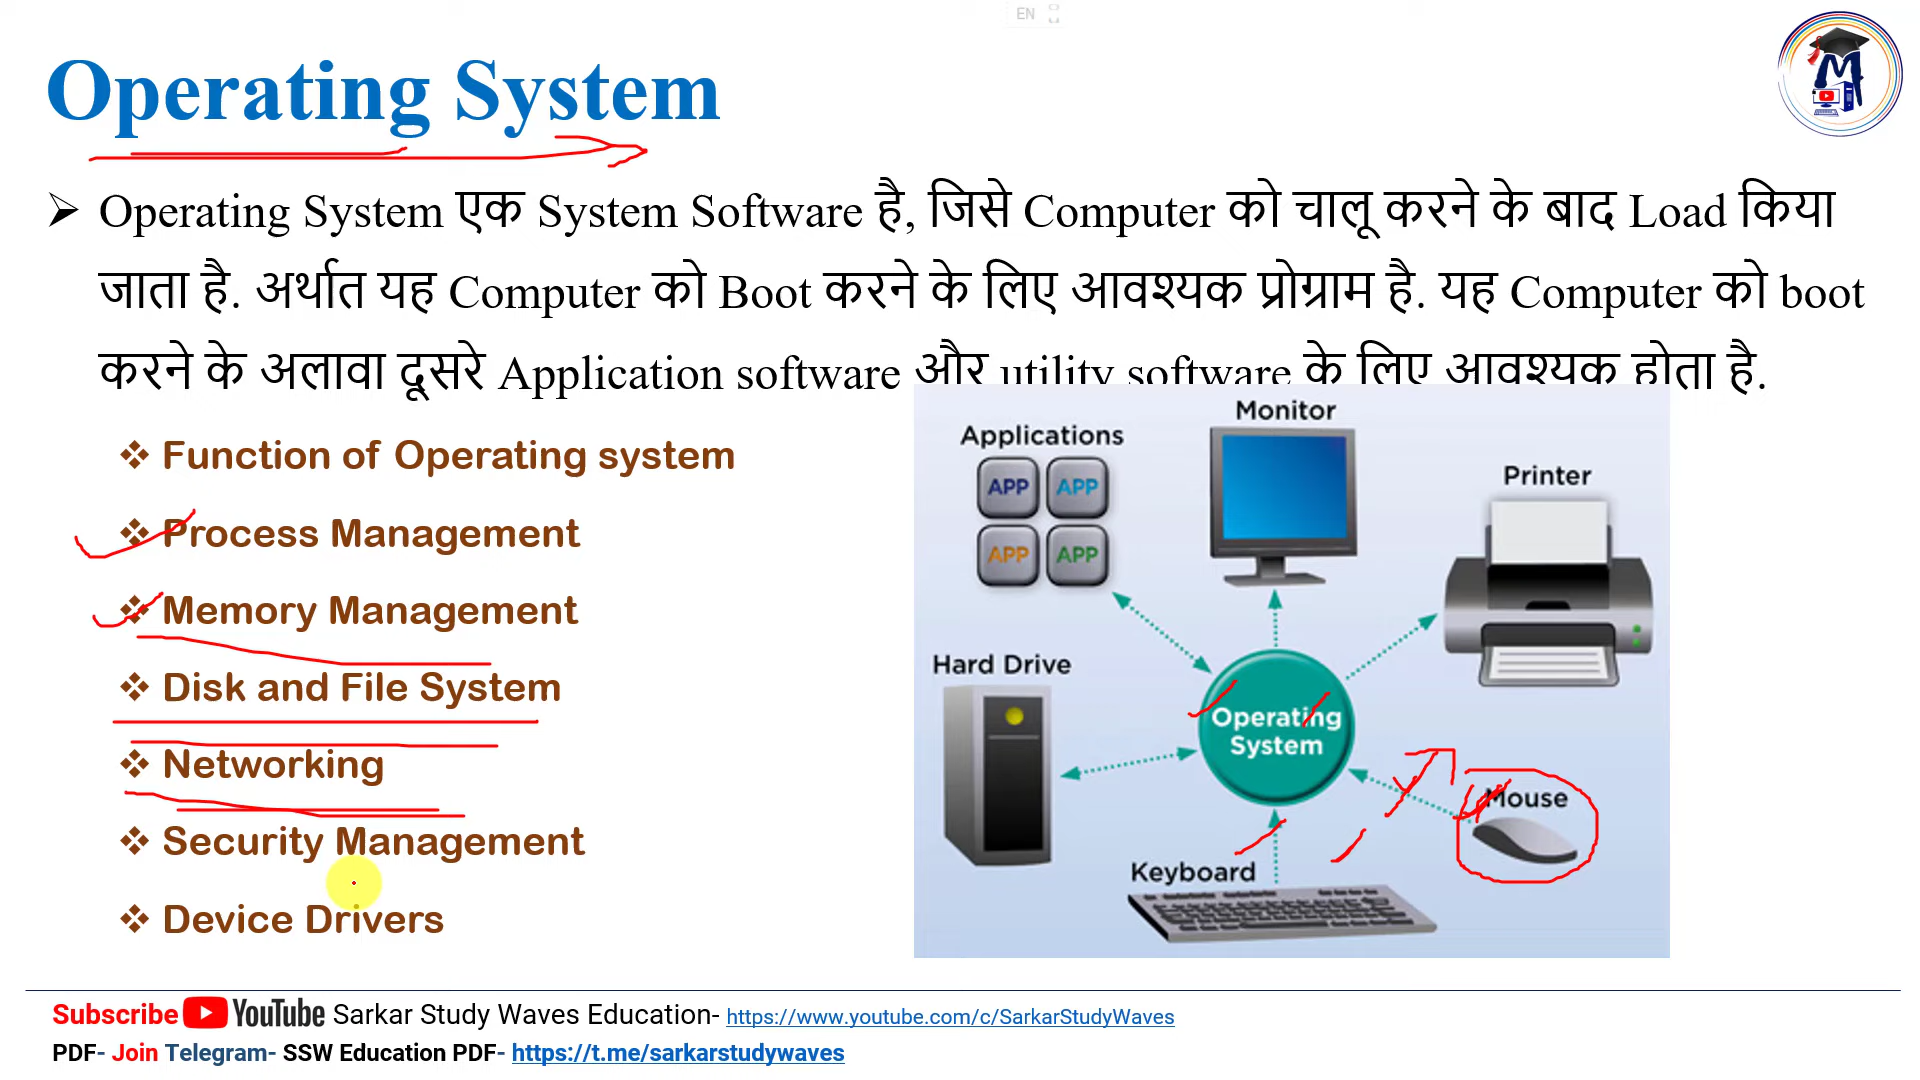 EN
Operating System
Operating System एक System Software है, जिसे Computer को चालू करने के बाद Load किया
जाता है. अर्थात यह Computer को Boot करने के लिए आवश्यक प्रोग्राम है. यह Computer को boot
करने के अलावा दूसरे Application software और utility software के लिए आवश्यक होता है.
Function of Operating system
Process Management
Memory Management
Disk and File System
Networking
Security Management
Device Drivers
Applications
APP APP
APP APP
Monitor
Printer
Hard Drive
Operating
System
Mouse
Keyboard
Subscribe YouTube Sarkar Study Waves Education- https://www.youtube.com/c/SarkarStudyWaves
PDF- Join Telegram- SSW Education PDF- https://t.me/sarkarstudywaves